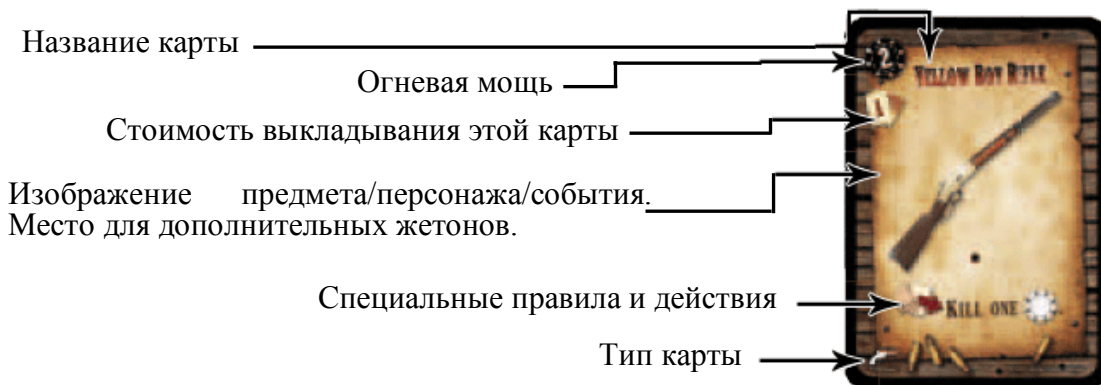 Название карты
Огневая мощь
Стоимость выкладывания этой карты
Изображение предмета/персонажа/события.
Место для дополнительных жетонов.
Специальные правила и действия
Тип карты
2
YELLOW BOY RIFLE
1
KILL ONE